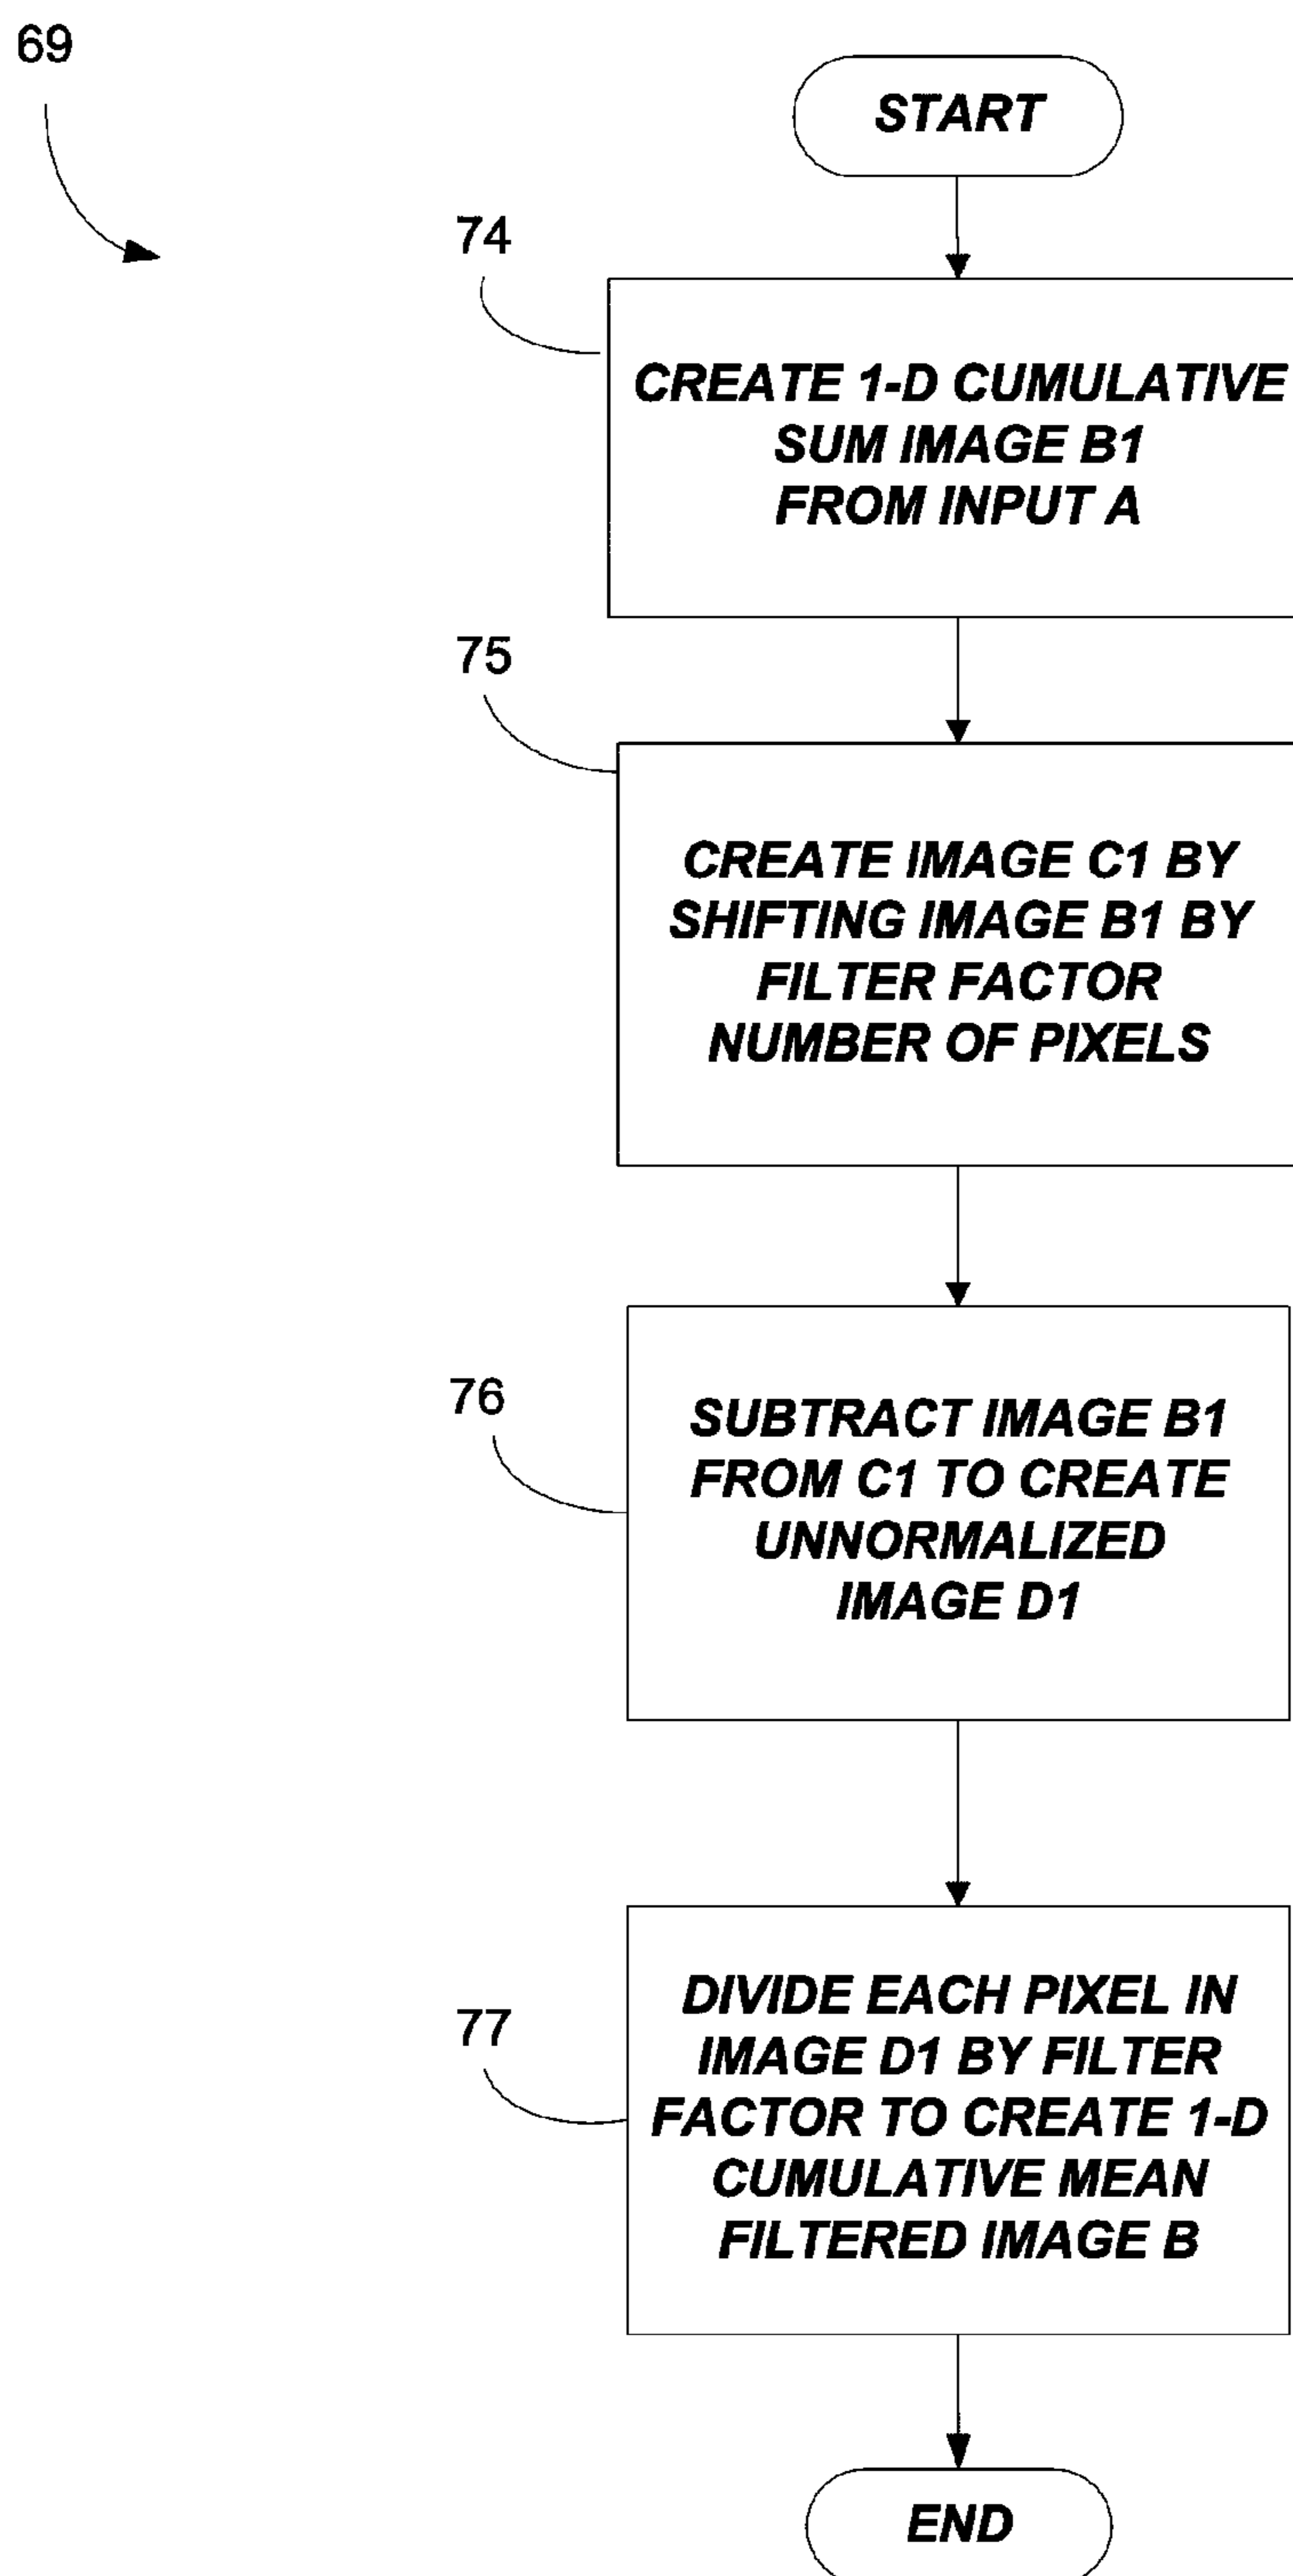 69
START
74
CREATE 1-D CUMULATIVE
SUM IMAGE B1
FROM INPUT A
75
CREATE IMAGE C1 BY
SHIFTING IMAGE B1 BY
FILTER FACTOR
NUMBER OF PIXELS
76
SUBTRACT IMAGE B1
FROM C1 TO CREATE
UNNORMALIZED
IMAGE D1
77
DIVIDE EACH PIXEL IN
IMAGE D1 BY FILTER
FACTOR TO CREATE 1-D
CUMULATIVE MEAN
FILTERED IMAGE B
END